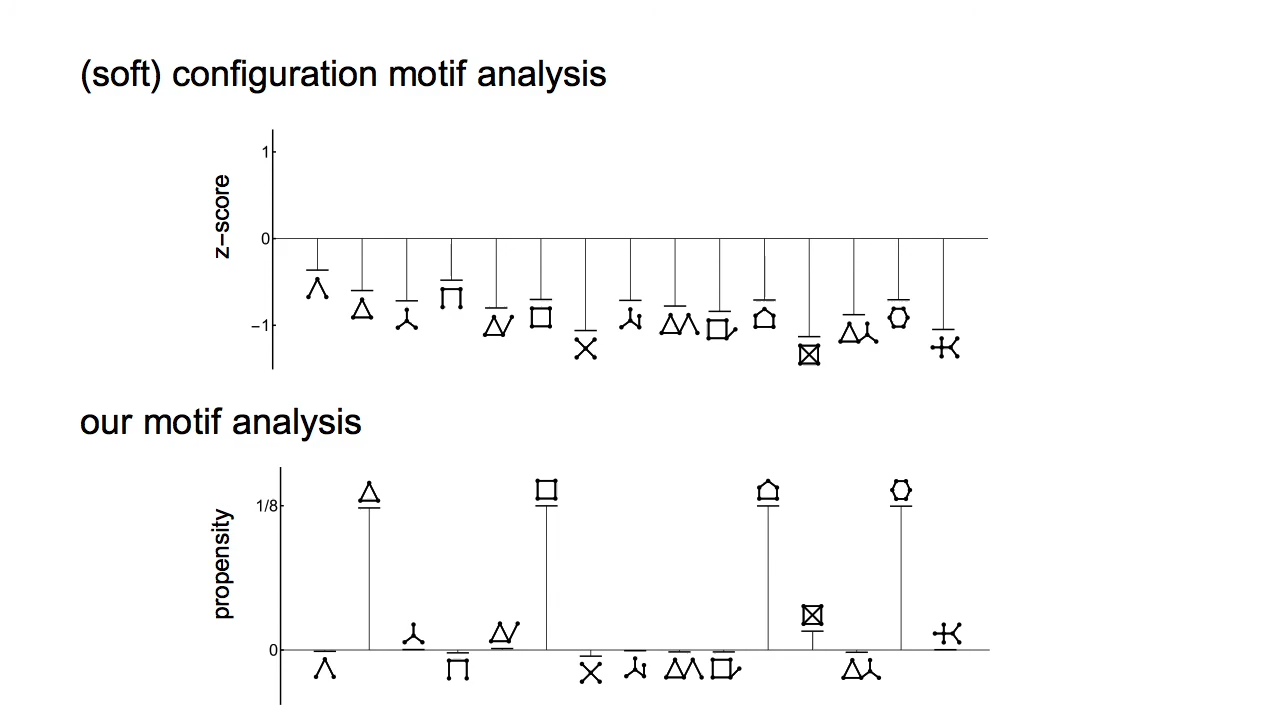 (soft) configuration motif analysis
1
z−score
0
−1
our motif analysis
1/8
propensity
0